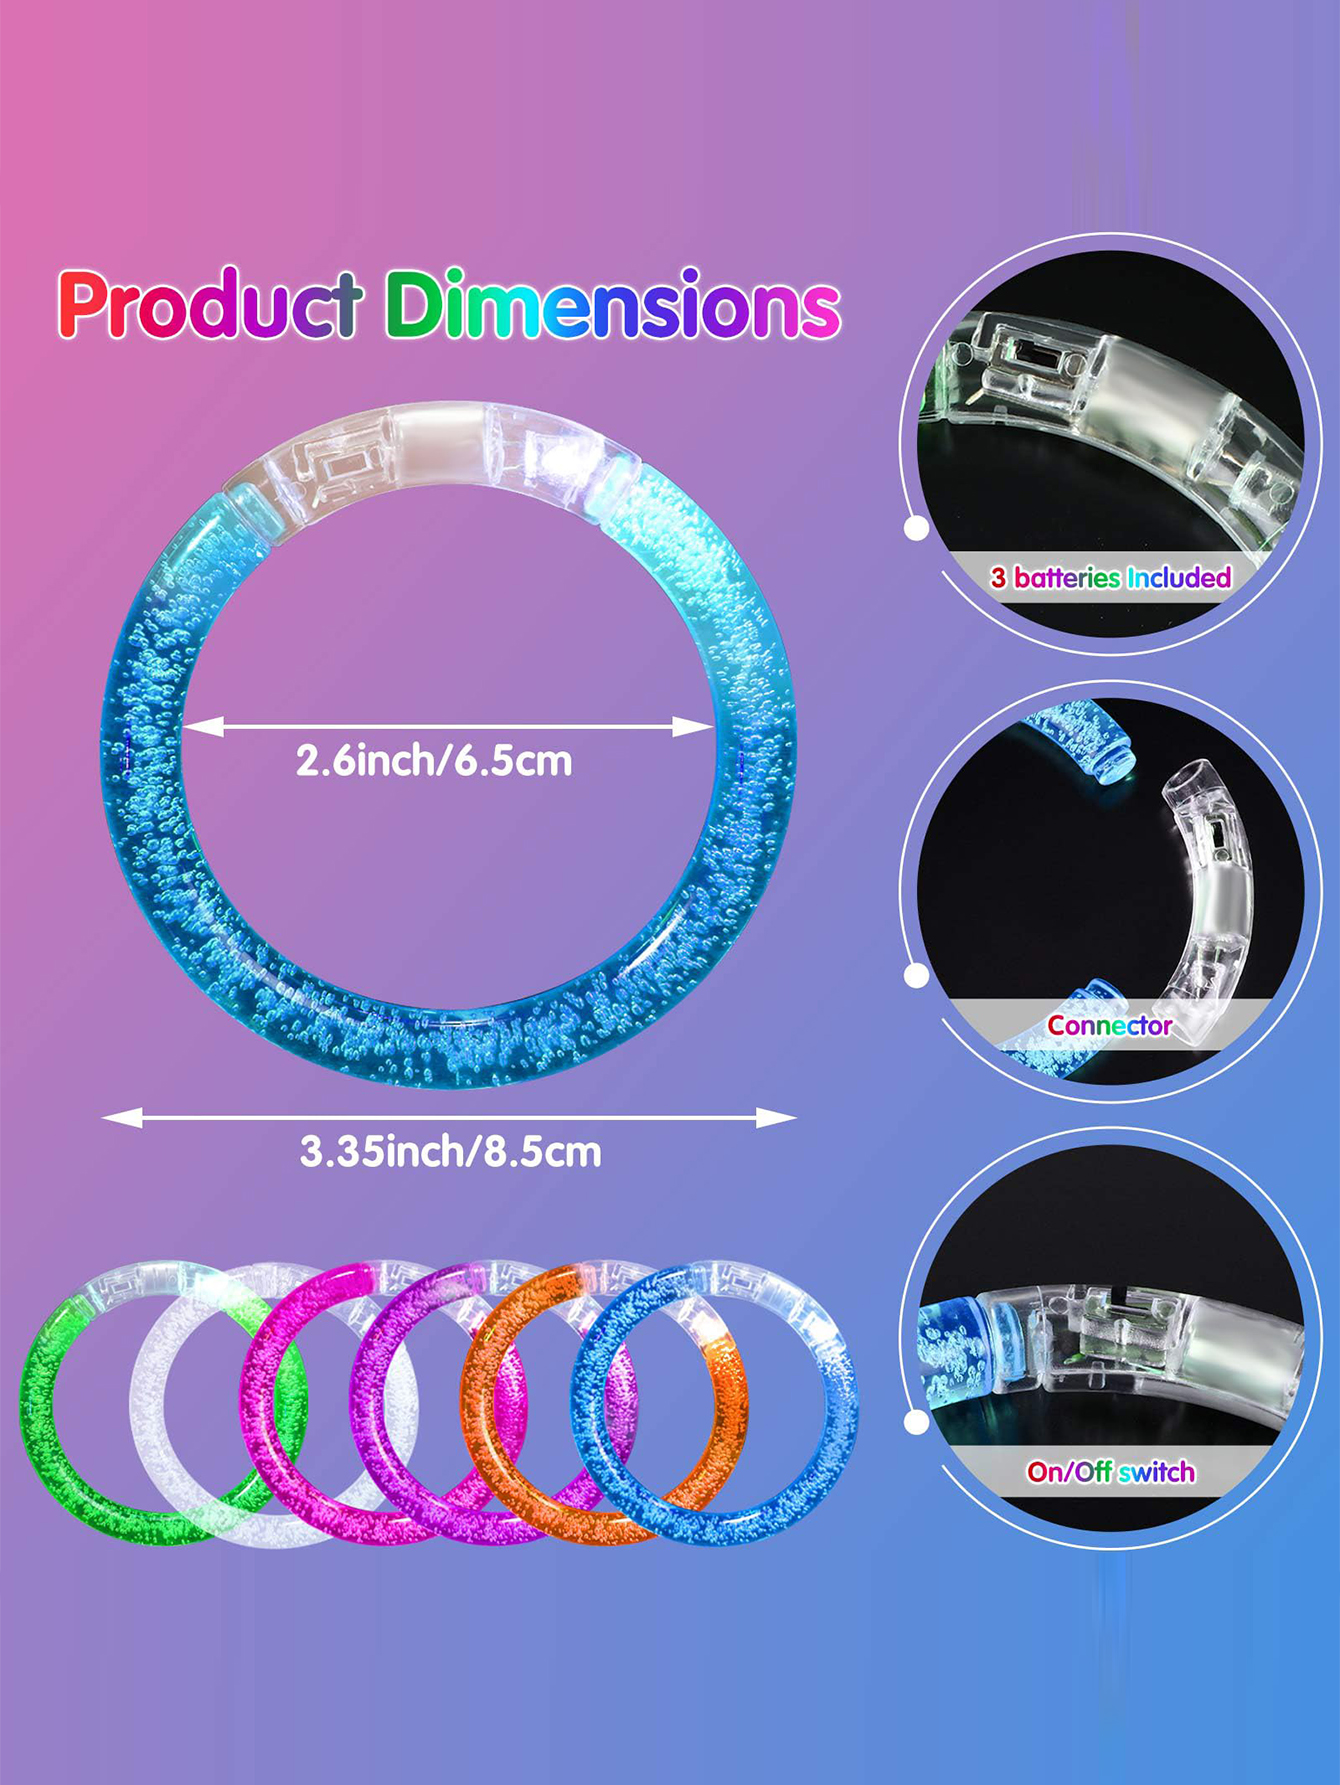 Product Dimensions
2.6inch/6.5cm
3.35inch/8.5cm
3 batteries Included
Connector
On/Off switch